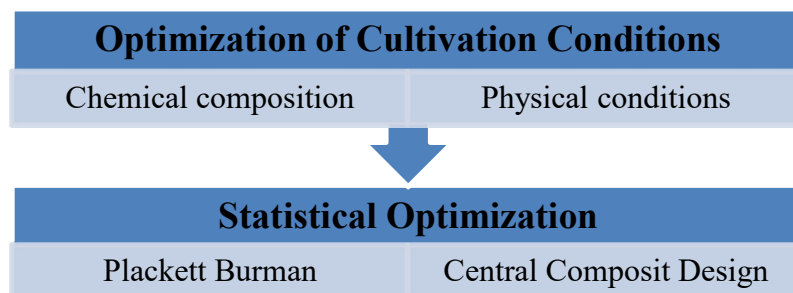 Optimization of Cultivation Conditions
Chemical composition
Physical conditions
Statistical Optimization
Plackett Burman
Central Composit Design